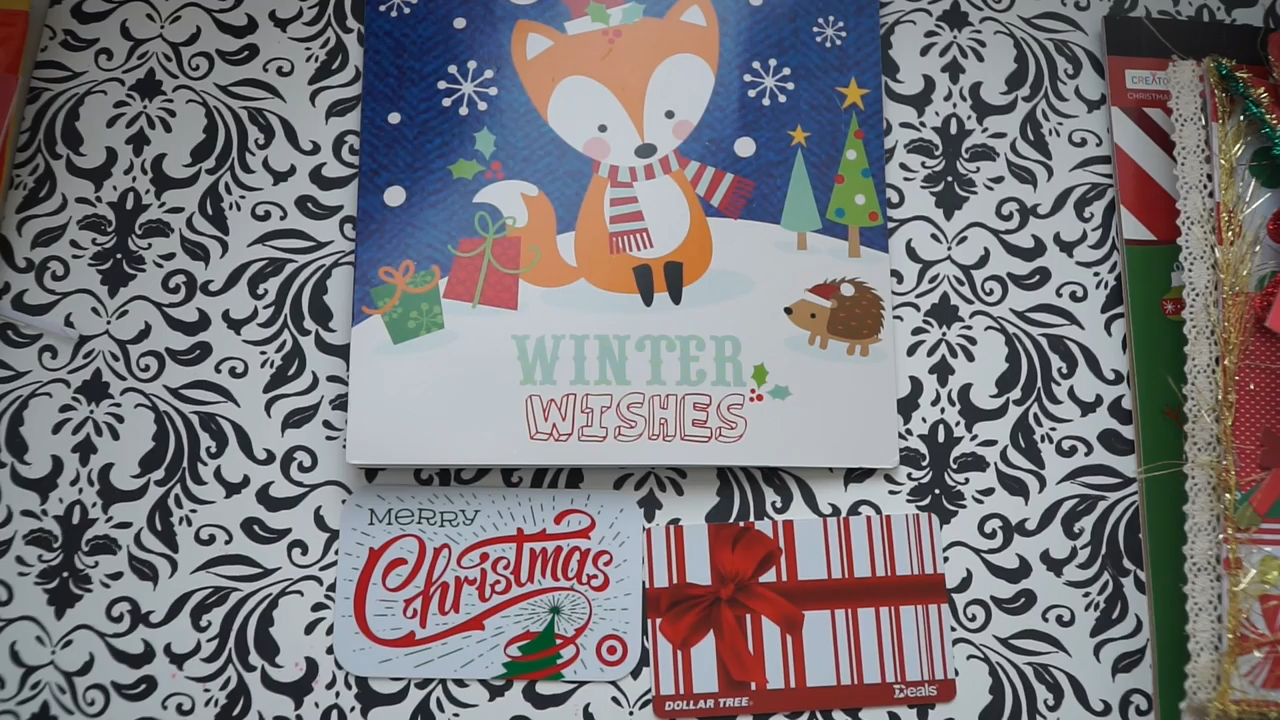 CREATO
CHRISTMA
WINTER
WISHES
MERRY
Christmas
DOLLAR TREE
Deals